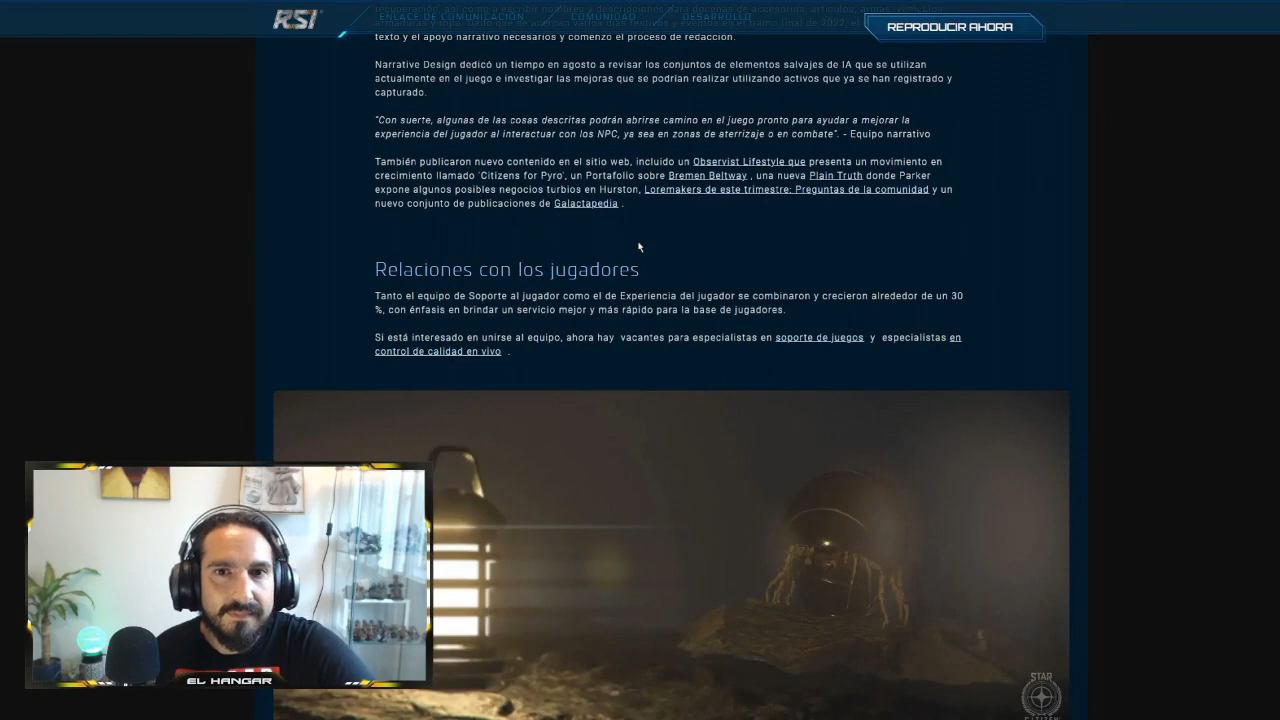 RSI
ENLACE DE COMUNICACIÓN
COMUNIDAD
DESARROLLO
REPRODUCIR AHORA
texto y el apoyo narrativo necesarios y comenzó el proceso de redacción.
Narrative Design dedicó un tiempo en agosto a revisar los conjuntos de elementos salvajes de IA que se utilizan
actualmente en el juego e investigar las mejoras que se podrían realizar utilizando activos que ya se han registrado y
capturado.
"Con suerte, algunas de las cosas descritas podrán abrirse camino en el juego pronto para ayudar a mejorar la
experiencia del jugador al interactuar con los NPC, ya sea en zonas de aterrizaje o en combate". - Equipo narrativo
También publicaron nuevo contenido en el sitio web, incluido un Observist Lifestyle que presenta un movimiento en
crecimiento llamado 'Citizens for Pyro', un Portafolio sobre Bremen Beltway , una nueva Plain Truth donde Parker
expone algunos posibles negocios turbios en Hurston, Loremakers de este trimestre: Preguntas de la comunidad y un
nuevo conjunto de publicaciones de Galactapedia .
Relaciones con los jugadores
Tanto el equipo de Soporte al jugador como el de Experiencia del jugador se combinaron y crecieron alrededor de un 30
%, con énfasis en brindar un servicio mejor y más rápido para la base de jugadores.
Si está interesado en unirse al equipo, ahora hay vacantes para especialistas en soporte de juegos y especialistas en
control de calidad en vivo .
EL HANGAR
STAR
CITIZEN